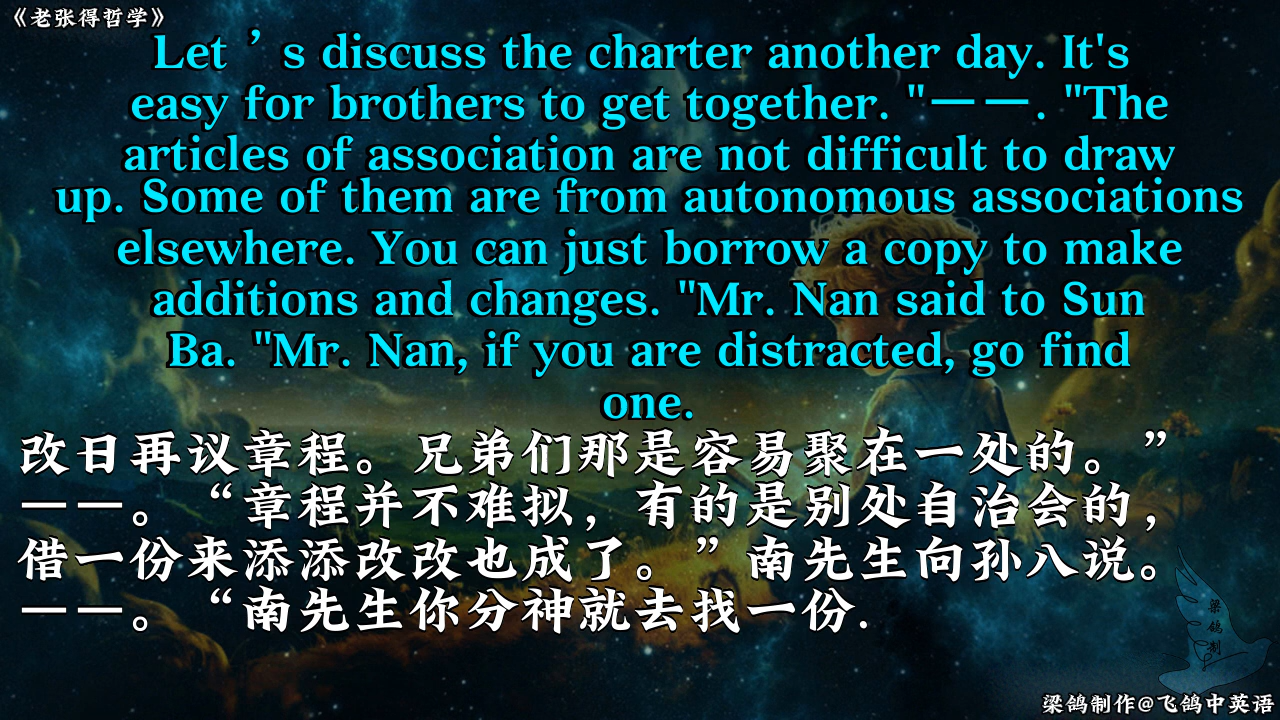 《老张得哲学》
Let ’ s discuss the charter another day. It's
easy for brothers to get together. "——. "The
articles of association are not difficult to draw
up. Some of them are from autonomous associations
elsewhere. You can just borrow a copy to make
additions and changes. "Mr. Nan said to Sun
Ba. "Mr. Nan, if you are distracted, go find
one.
改日再议章程。兄弟们那是容易聚在一处的。”
——。“章程并不难拟，有的是别处自治会的，
借一份来添添改改也成了。”南先生向孙八说。
——。“南先生你分神就去找一份.
梁鸽制
梁鸽制作@飞鸽中英语